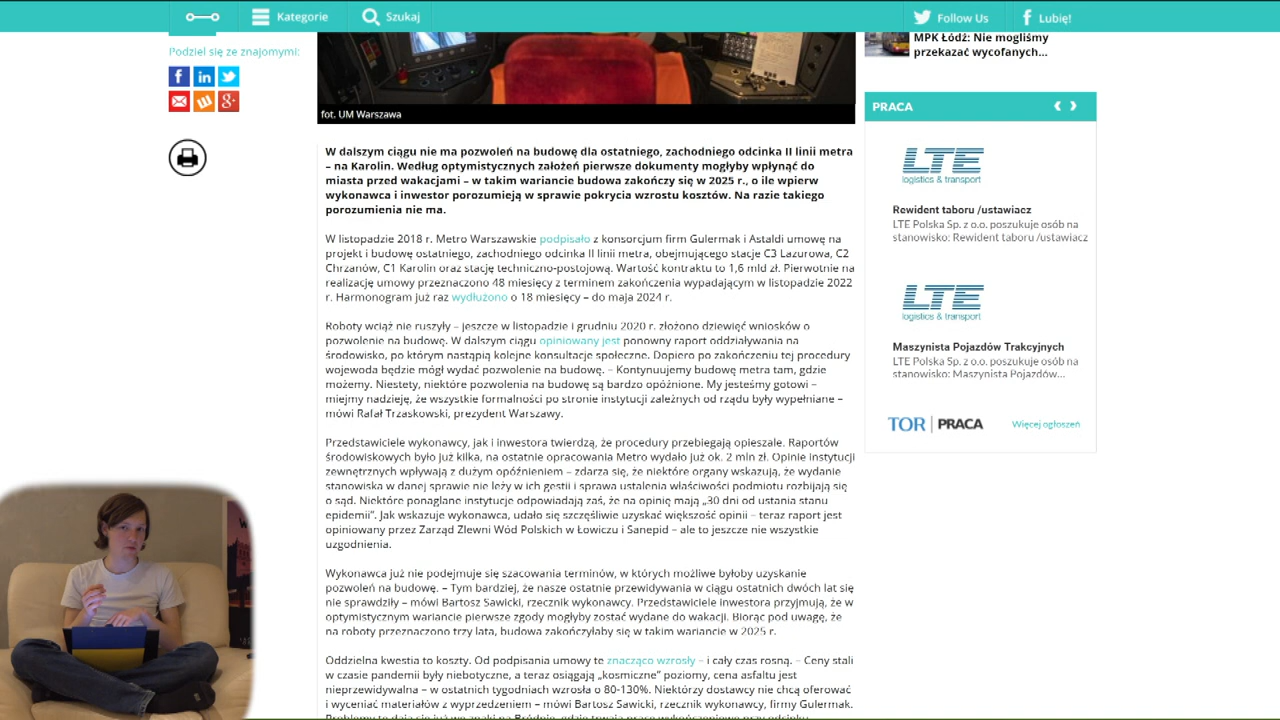 Kategorie
Szukaj
Follow Us
Lubię!
Podziel się ze znajomymi:
fot. UM Warszawa
W dalszym ciągu nie ma pozwoleń na budowę dla ostatniego, zachodniego odcinka II linii metra
– na Karolin. Według optymistycznych założeń pierwsze dokumenty mogłyby wpłynąć do
miasta przed wakacjami – w takim wariancie budowa zakończy się w 2025 r., o ile wpierw
wykonawca i inwestor porozumieją w sprawie pokrycia wzrostu kosztów. Na razie takiego
porozumienia nie ma.
W listopadzie 2018 r. Metro Warszawskie podpisało z konsorcjum firm Gulermak i Astaldi umowę na
projekt i budowę ostatniego, zachodniego odcinka II linii metra, obejmującego stacje C3 Lazurowa, C2
Chrzanów, C1 Karolin oraz stację techniczno-postojową. Wartość kontraktu to 1,6 mld zł. Pierwotnie na
realizację umowy przeznaczono 48 miesięcy z terminem zakończenia wypadającym w listopadzie 2022
r. Harmonogram już raz wydłużono o 18 miesięcy – do maja 2024 r.
Roboty wciąż nie ruszyły – jeszcze w listopadzie i grudniu 2020 r. złożono dziewięć wniosków o
pozwolenie na budowę. W dalszym ciągu opiniowany jest ponowny raport oddziaływania na
środowisko, po którym nastąpią kolejne konsultacje społeczne. Dopiero po zakończeniu tej procedury
wojewoda będzie mógł wydać pozwolenie na budowę. – Kontynuujemy budowę metra tam, gdzie
możemy. Niestety, niektóre pozwolenia na budowę są bardzo opóźnione. My jesteśmy gotowi –
miejmy nadzieję, że wszystkie formalności po stronie instytucji zależnych od rządu były wypełniane –
mówi Rafał Trzaskowski, prezydent Warszawy.
Przedstawiciele wykonawcy, jak i inwestora twierdzą, że procedury przebiegają opieszale. Raportów
środowiskowych było już kilka, na ostatnie opracowania Metro wydało już ok. 2 mln zł. Opinie instytucji
zewnętrznych wpływają z dużym opóźnieniem – zdarza się, że niektóre organy wskazują, że wydanie
stanowiska w danej sprawie nie leży w ich gestii i sprawa ustalenia właściwości podmiotu rozbijają się
o sąd. Niektóre ponaglane instytucje odpowiadają zaś, że na opinię mają „30 dni od ustania stanu
epidemii”. Jak wskazuje wykonawca, udało się szczęśliwie uzyskać większość opinii – teraz raport jest
opiniowany przez Zarząd Zlewni Wód Polskich w Łowiczu i Sanepid – ale to jeszcze nie wszystkie
uzgodnienia.
Wykonawca już nie podejmuje się szacowania terminów, w których możliwe byłoby uzyskanie
pozwoleń na budowę. – Tym bardziej, że nasze ostatnie przewidywania w ciągu ostatnich dwóch lat się
nie sprawdziły – mówi Bartosz Sawicki, rzecznik wykonawcy. Przedstawiciele inwestora przyjmują, że w
optymistycznym wariancie pierwsze zgody mogłyby zostać wydane do wakacji. Biorąc pod uwagę, że
na roboty przeznaczono trzy lata, budowa zakończyłaby się w takim wariancie w 2025 r.
Oddzielna kwestia to koszty. Od podpisania umowy te znacząco wzrosły – i cały czas rosną. – Ceny stali
w czasie pandemii były niebotyczne, a teraz osiągają „kosmiczne” poziomy, cena asfaltu jest
nieprzewidywalna – w ostatnich tygodniach wzrosła o 80-130%. Niektórzy dostawcy nie chcą oferować
i wyceniać materiałów z wyprzedzeniem – mówi Bartosz Sawicki, rzecznik wykonawcy, firmy Gulermak.
MPK Łódź: Nie mogliśmy
przekazać wycofanych...
PRACA
LTE
logistics & transport
Rewident taboru /ustawiacz
LTE Polska Sp. z o.o. poszukuje osób na
stanowisko: Rewident taboru /ustawiacz
LTE
logistics & transport
Maszynista Pojazdów Trakcyjnych
LTE Polska Sp. z o.o. poszukuje osób na
stanowisko: Maszynista Pojazdów...
TOR | PRACA
Więcej ogłoszeń